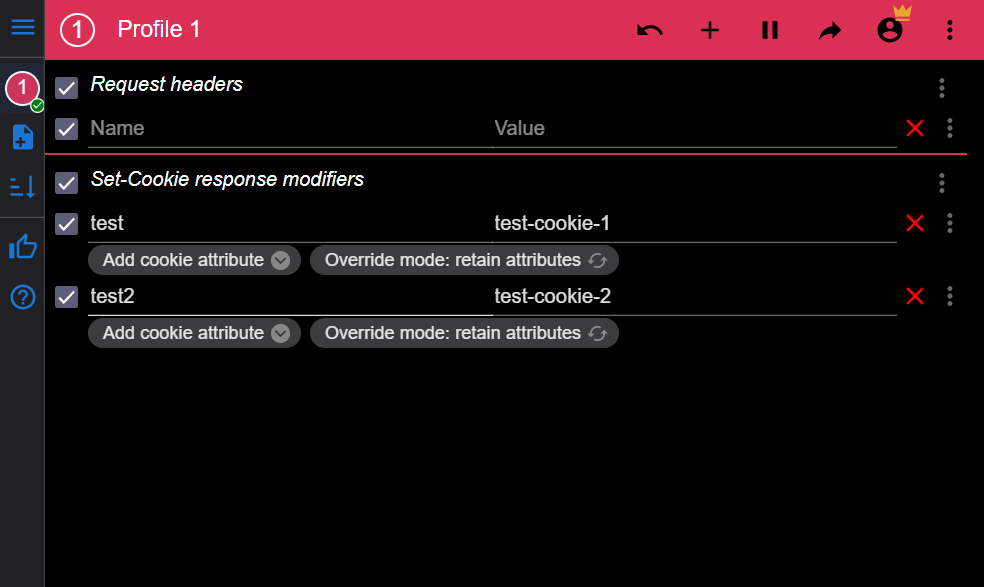 1 Profile 1
1
Request headers
Name Value
Set-Cookie response modifiers
test test-cookie-1
Add cookie attribute Override mode: retain attributes
test2 test-cookie-2
Add cookie attribute Override mode: retain attributes